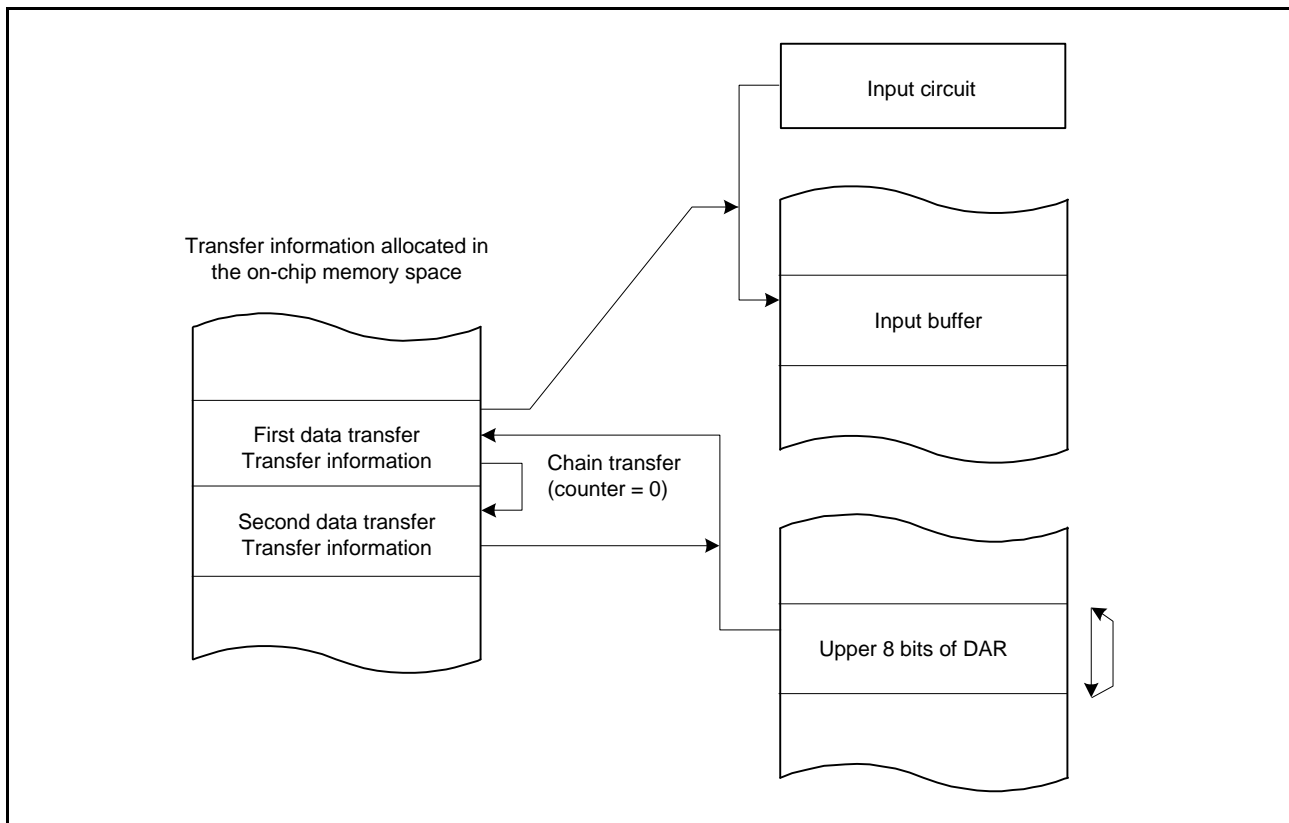 Input circuit
Transfer information allocated in
the on-chip memory space
Input buffer
First data transfer
Transfer information
Chain transfer
(counter = 0)
Second data transfer
Transfer information
Upper 8 bits of DAR